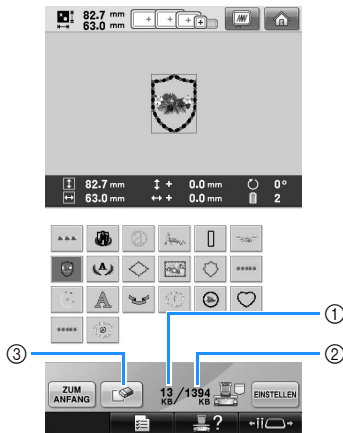 82.7 mm
63.0 mm
82.7 mm + 0.0 mm 0°
63.0 mm + 0.0 mm 2
A
A
①
②
③
ZUM ANFANG
13 KB / 1394 KB
EINSTELLEN
?